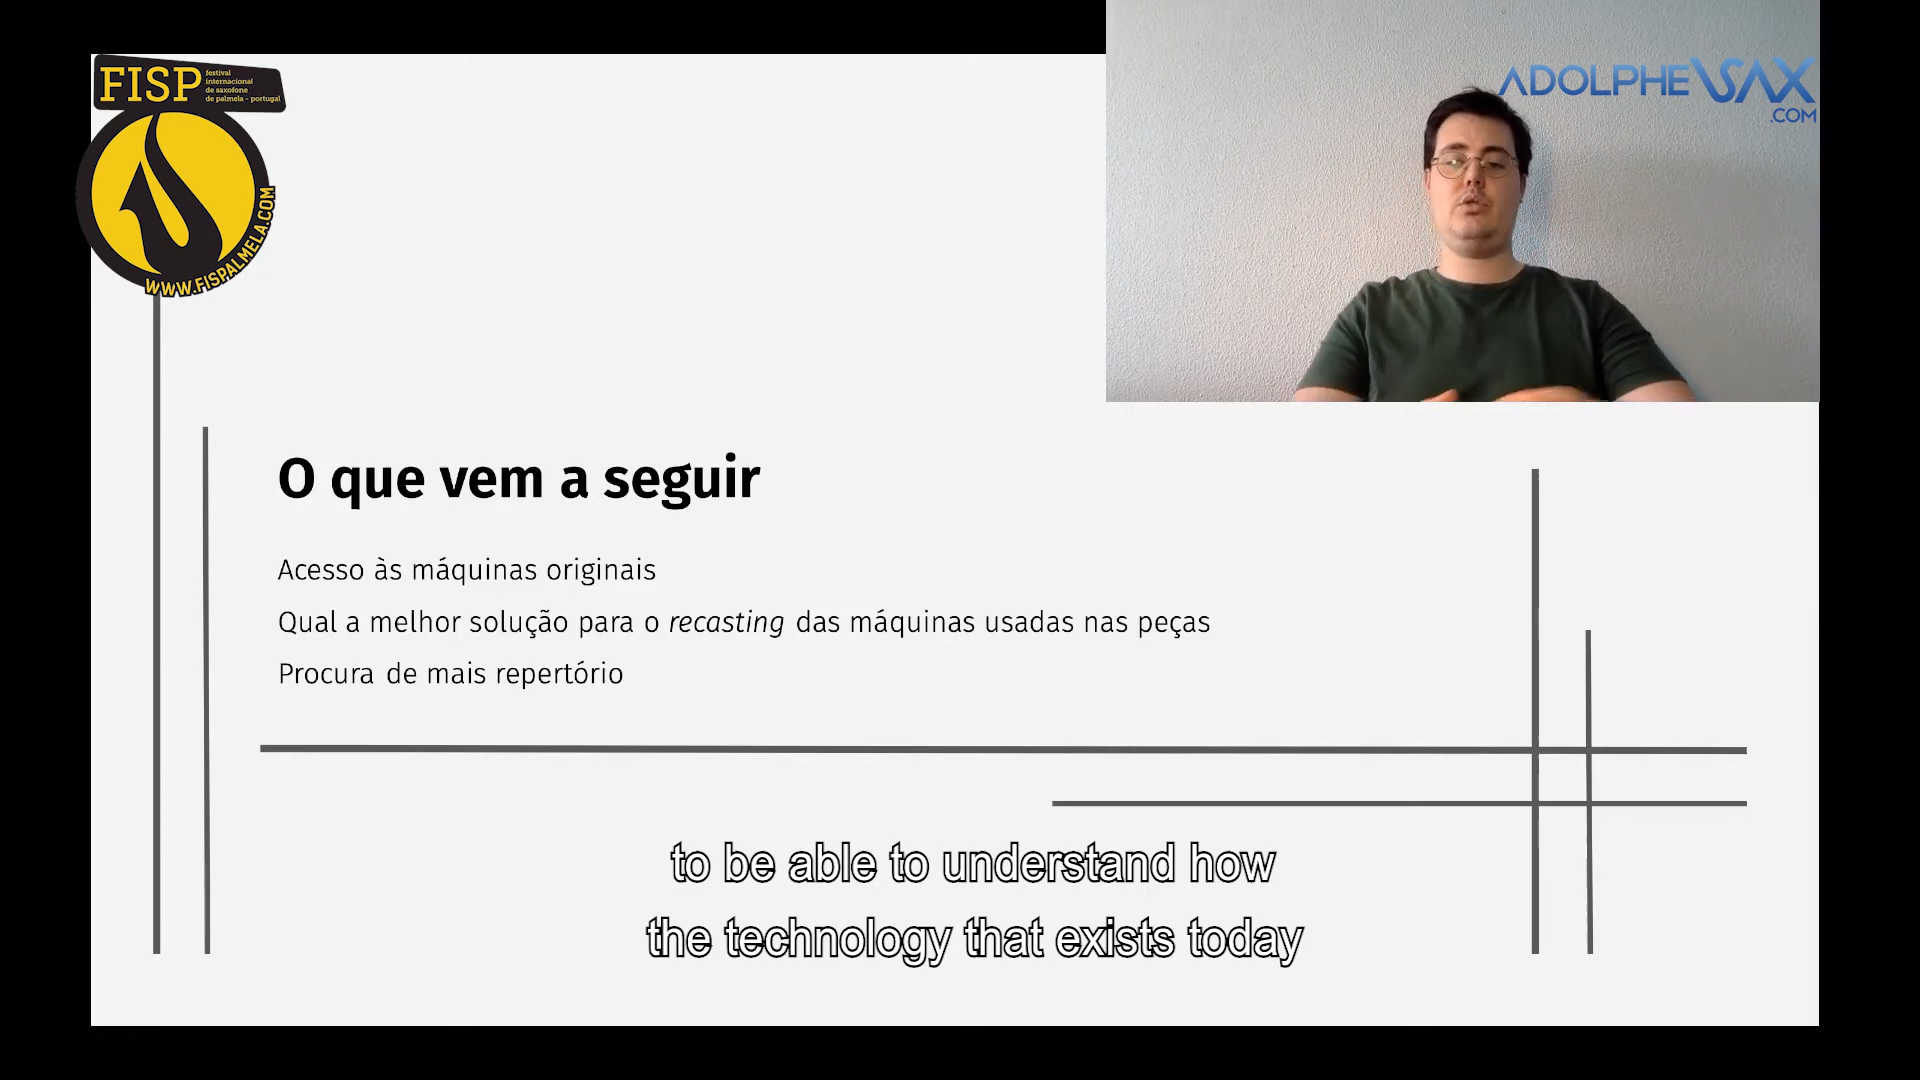 FISP
festival
internacional
de saxofone
de palmela - portugal
WWW.FISPALMELA.COM
ADOLPHESAX
.COM
O que vem a seguir
Acesso às máquinas originais
Qual a melhor solução para o recasting das máquinas usadas nas peças
Procura de mais repertório
to be able to understand how
the technology that exists today